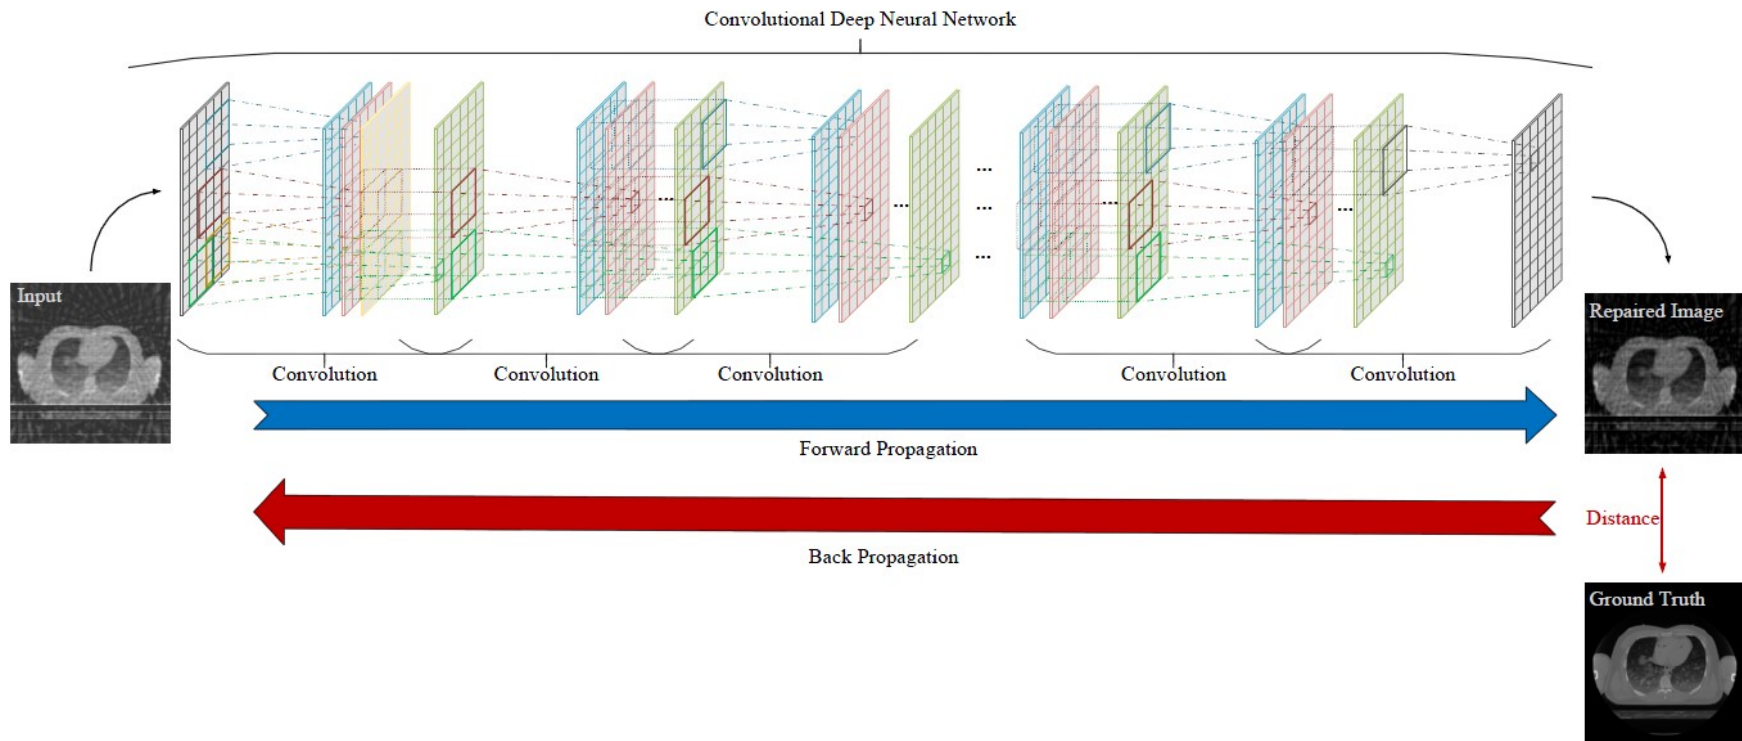 Convolutional Deep Neural Network
...
...
...
...
...
...
...
Input
Repaired Image
Convolution
Convolution
Convolution
Convolution
Convolution
Forward Propagation
Distance
Back Propagation
Ground Truth